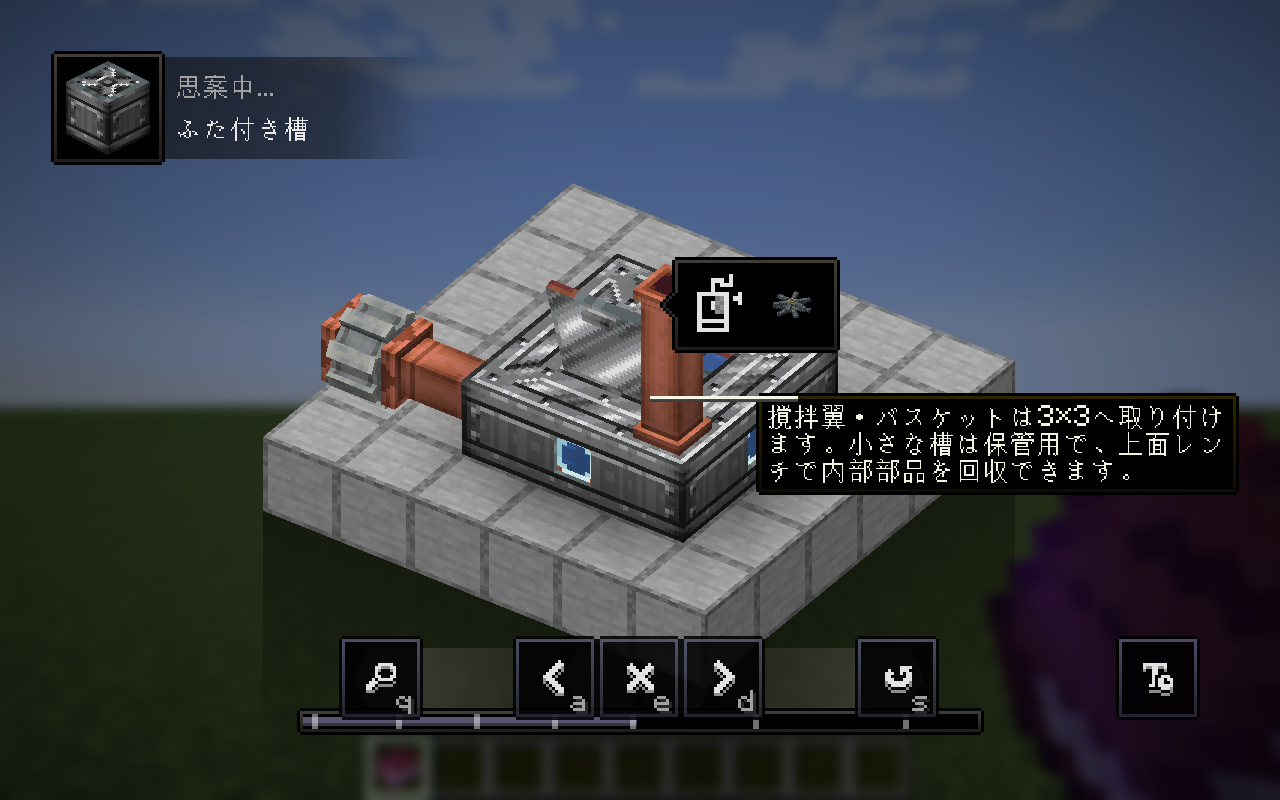 思案中...
ふた付き槽
撹拌翼・バスケットは3×3へ取り付け
ます。小さな槽は保管用で、上面レン
チで内部部品を回収できます。
q
a
e
d
s